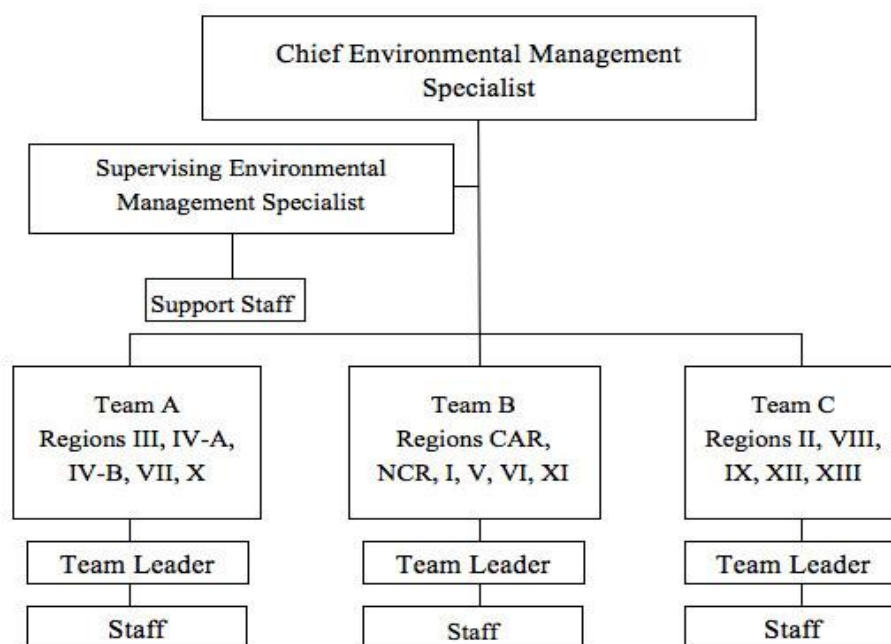 Chief Environmental Management
Specialist
Supervising Environmental
Management Specialist
Support Staff
Team A
Regions III, IV-A,
IV-B, VII, X
Team B
Regions CAR,
NCR, I, V, VI, XI
Team C
Regions II, VIII,
IX, XII, XIII
Team Leader
Team Leader
Team Leader
Staff
Staff
Staff